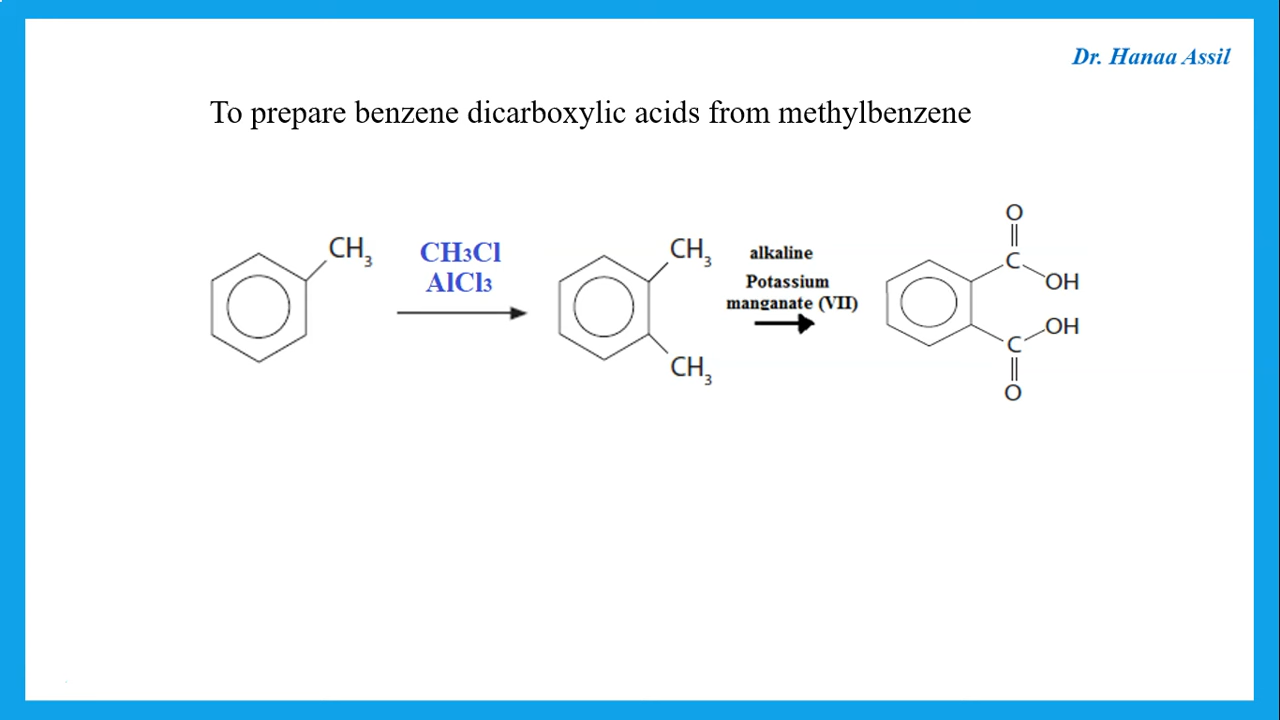 Dr. Hanaa Assil
To prepare benzene dicarboxylic acids from methylbenzene
CH₃
CH₃Cl
AlCl₃
CH₃
CH₃
alkaline
Potassium
manganate (VII)
O
C
OH
OH
C
O